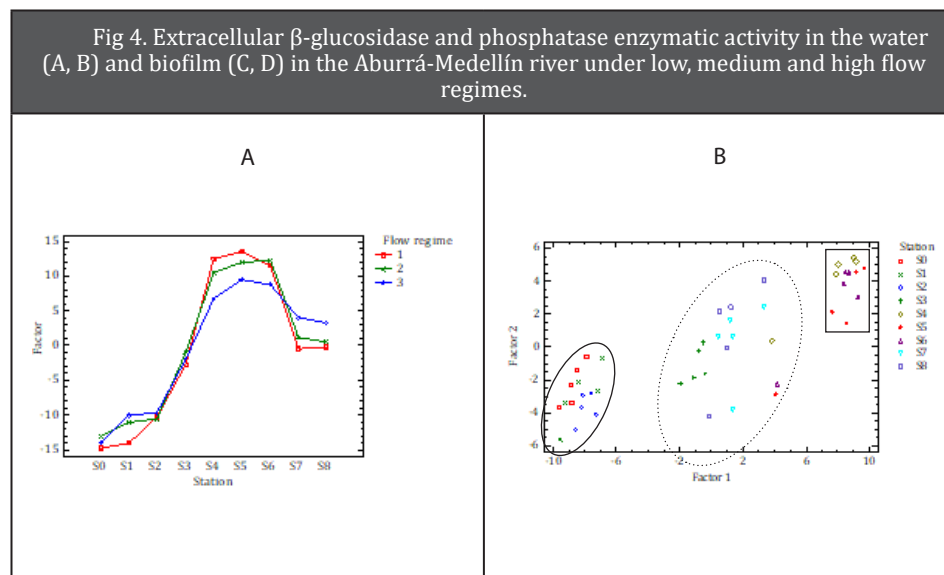 Fig 4. Extracellular β-glucosidase and phosphatase enzymatic activity in the water
(A, B) and biofilm (C, D) in the Aburrá-Medellín river under low, medium and high flow
regimes.
A
Flow regime
1
2
3
15
10
5
0
-5
-10
-15
Factor
S0 S1 S2 S3 S4 S5 S6 S7 S8
Station
B
Station
S0
S1
S2
S3
S4
S5
S6
S7
S8
6
4
2
0
-2
-4
-6
Factor 2
-10 -6 -2 2 6 10
Factor 1